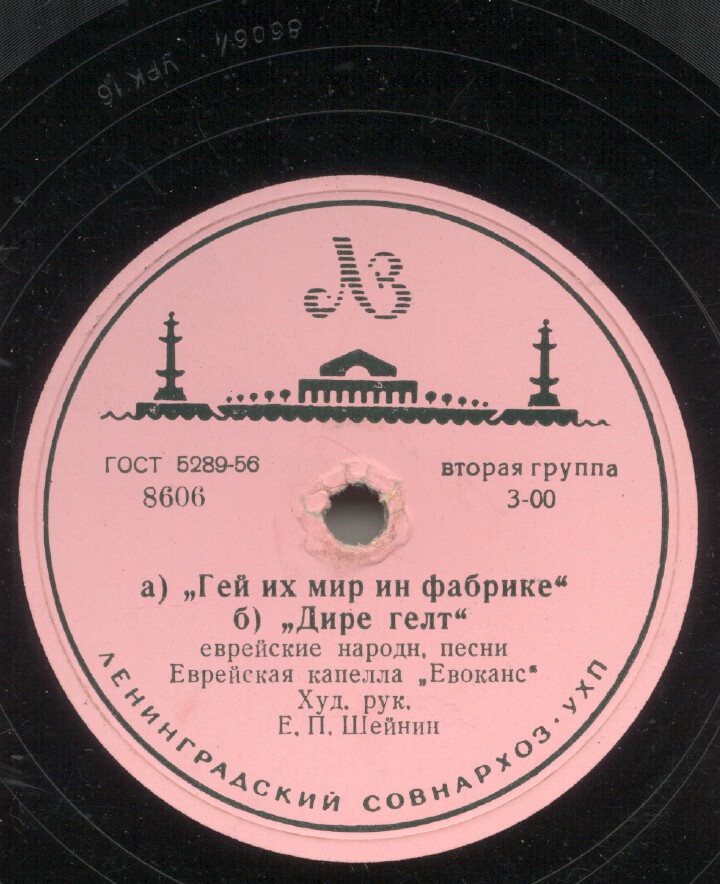 86064
УРК 16
ЛЗ
ГОСТ 5289-56
8606
вторая группа
3-00
а) „Гей их мир ин фабрике“
б) „Дире гелт“
еврейские народн. песни
Еврейская капелла „Евоканс“
Худ. рук.
Е. П. Шейнин
ЛЕНИНГРАДСКИЙ СОВНАРХОЗ·УХП